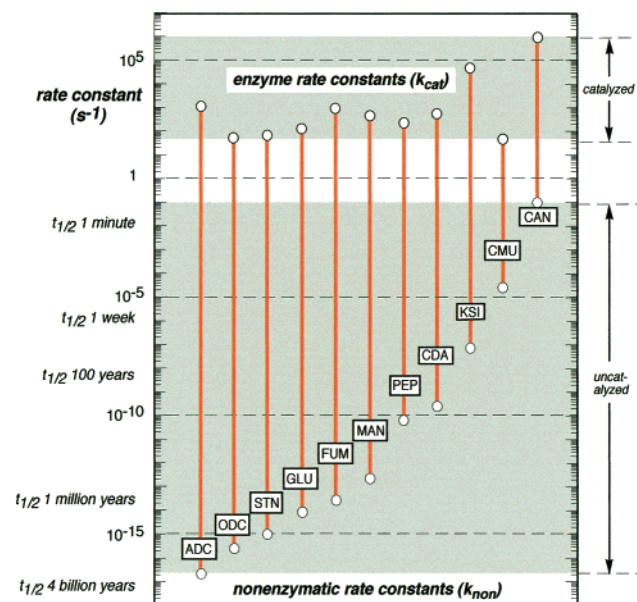 10⁵
enzyme rate constants (k_cat)
rate constant
(s⁻¹)
catalyzed
1
t₁/₂ 1 minute
CAN
CMU
10⁻⁵
t₁/₂ 1 week
KSI
t₁/₂ 100 years
CDA
PEP
uncat-
alyzed
10⁻¹⁰
MAN
FUM
GLU
t₁/₂ 1 million years
STN
ODC
10⁻¹⁵
ADC
t₁/₂ 4 billion years
nonenzymatic rate constants (k_non)